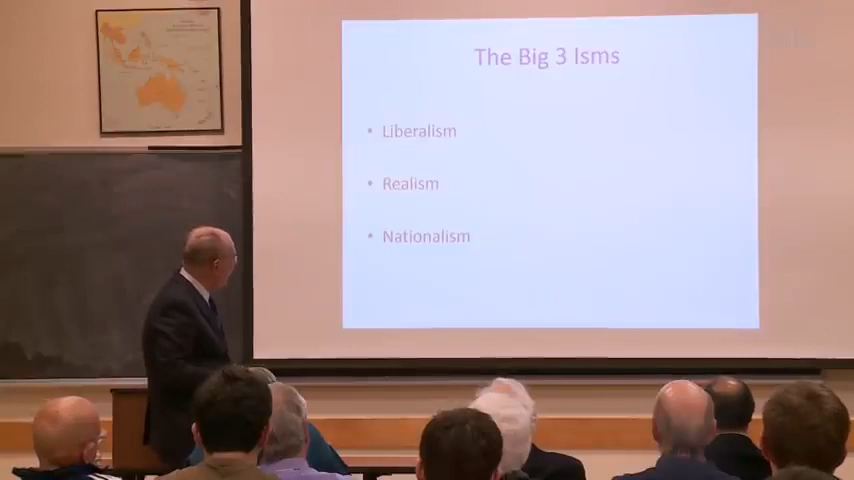 The Big 3 Isms
• Liberalism
• Realism
• Nationalism